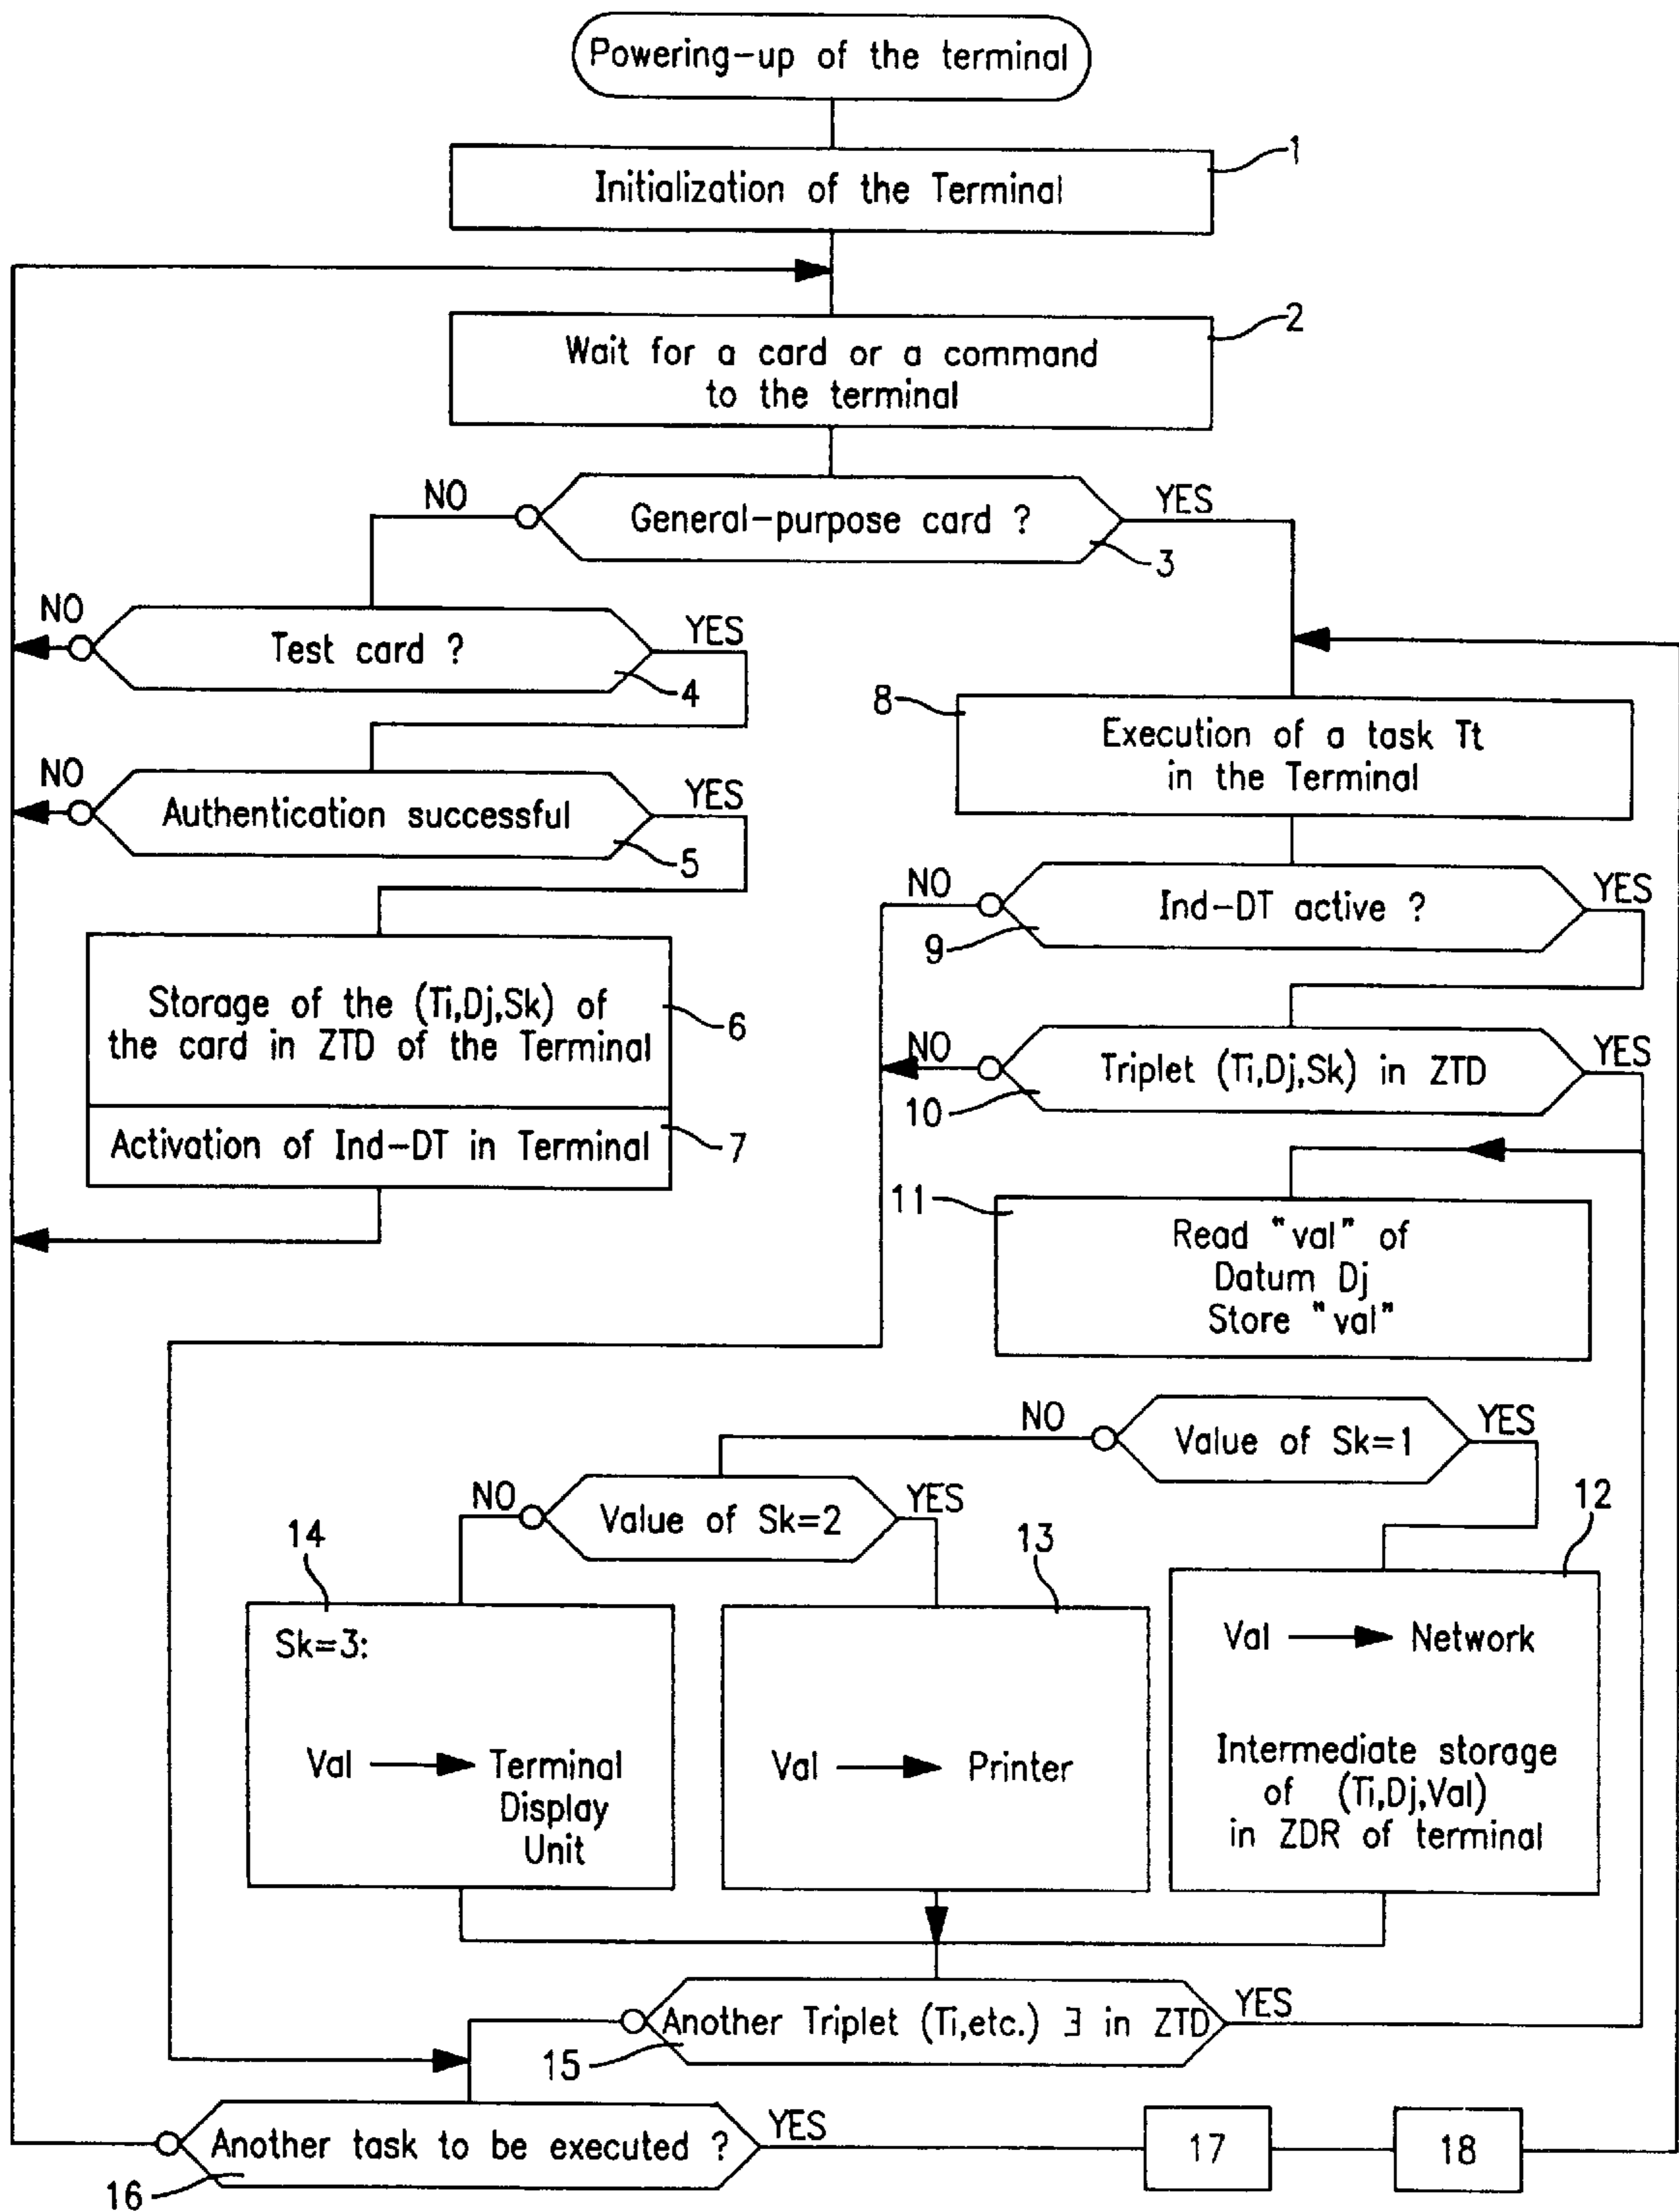 Powering-up of the terminal
1
Initialization of the Terminal
2
Wait for a card or a command
to the terminal
NO
General-purpose card ?
YES
3
NO
Test card ?
YES
4
8
Execution of a task Tt
in the Terminal
NO
Authentication successful
YES
5
NO
Ind-DT active ?
YES
9
Storage of the (Ti,Dj,Sk) of
the card in ZTD of the Terminal
6
NO
Triplet (Ti,Dj,Sk) in ZTD
YES
10
Activation of Ind-DT in Terminal
7
11
Read "val" of
Datum Dj
Store "val"
NO
Value of Sk=1
YES
NO
Value of Sk=2
YES
14
13
12
Sk=3:
Val
Terminal
Display
Unit
Val
Printer
Val
Network
Intermediate storage
of (Ti,Dj,Val)
in ZDR of terminal
Another Triplet (Ti,etc.) ∃ in ZTD
YES
15
Another task to be executed ?
YES
16
17
18